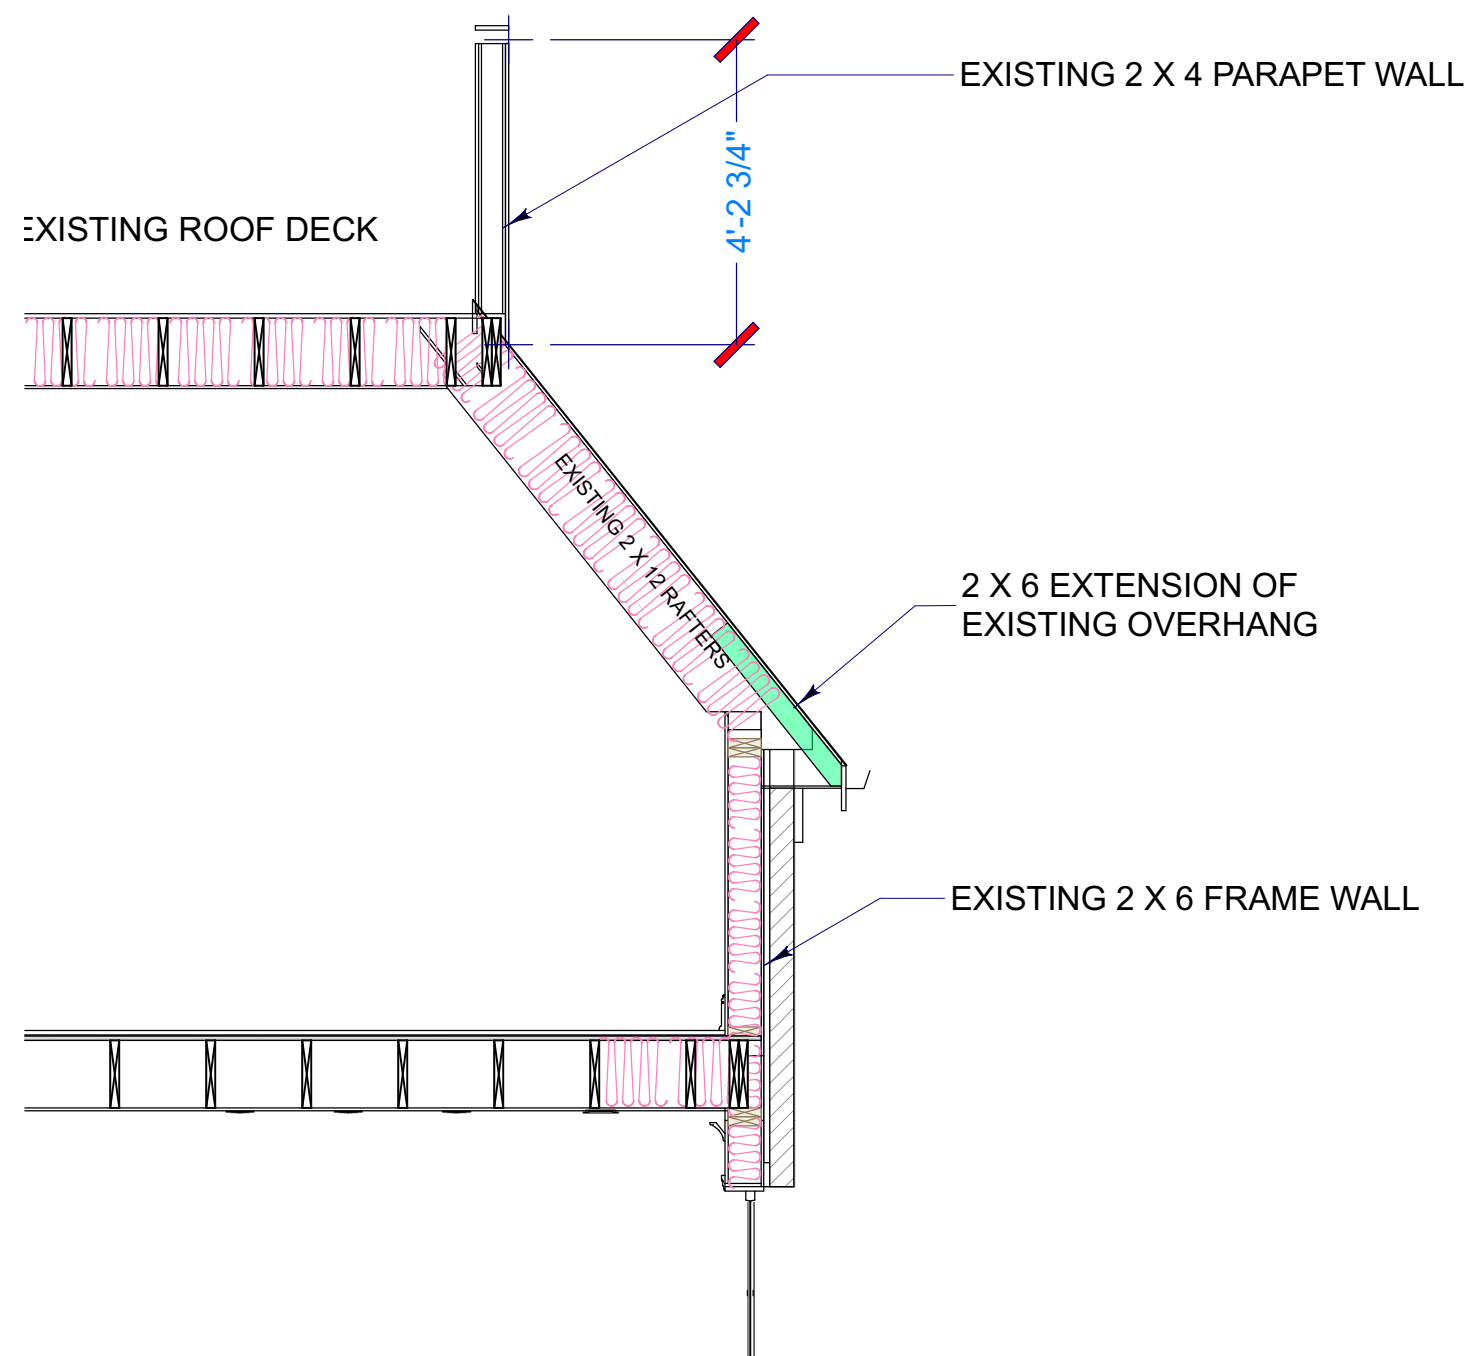 EXISTING 2 X 4 PARAPET WALL
4'-2 3/4"
EXISTING ROOF DECK
EXISTING 2 X 12 RAFTERS
2 X 6 EXTENSION OF
EXISTING OVERHANG
EXISTING 2 X 6 FRAME WALL